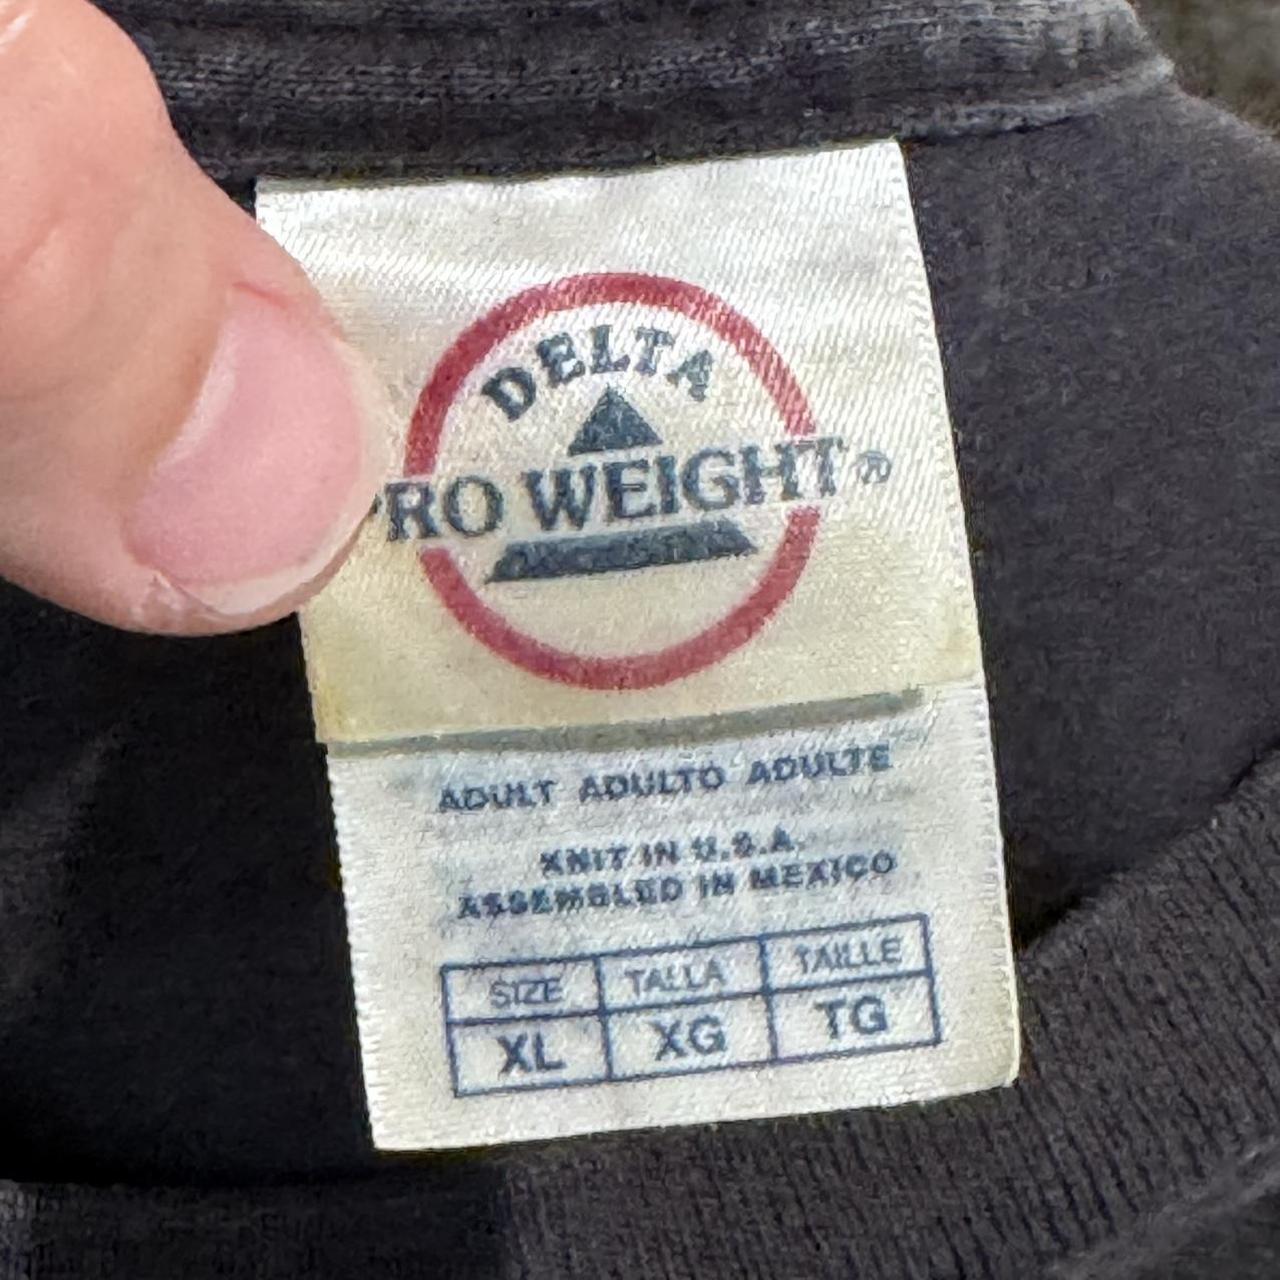 DELTA
PRO WEIGHT®
ADULT ADULTO ADULTE
KNIT IN U.S.A.
ASSEMBLED IN MEXICO
SIZE TALLA TAILLE
XL XG TG